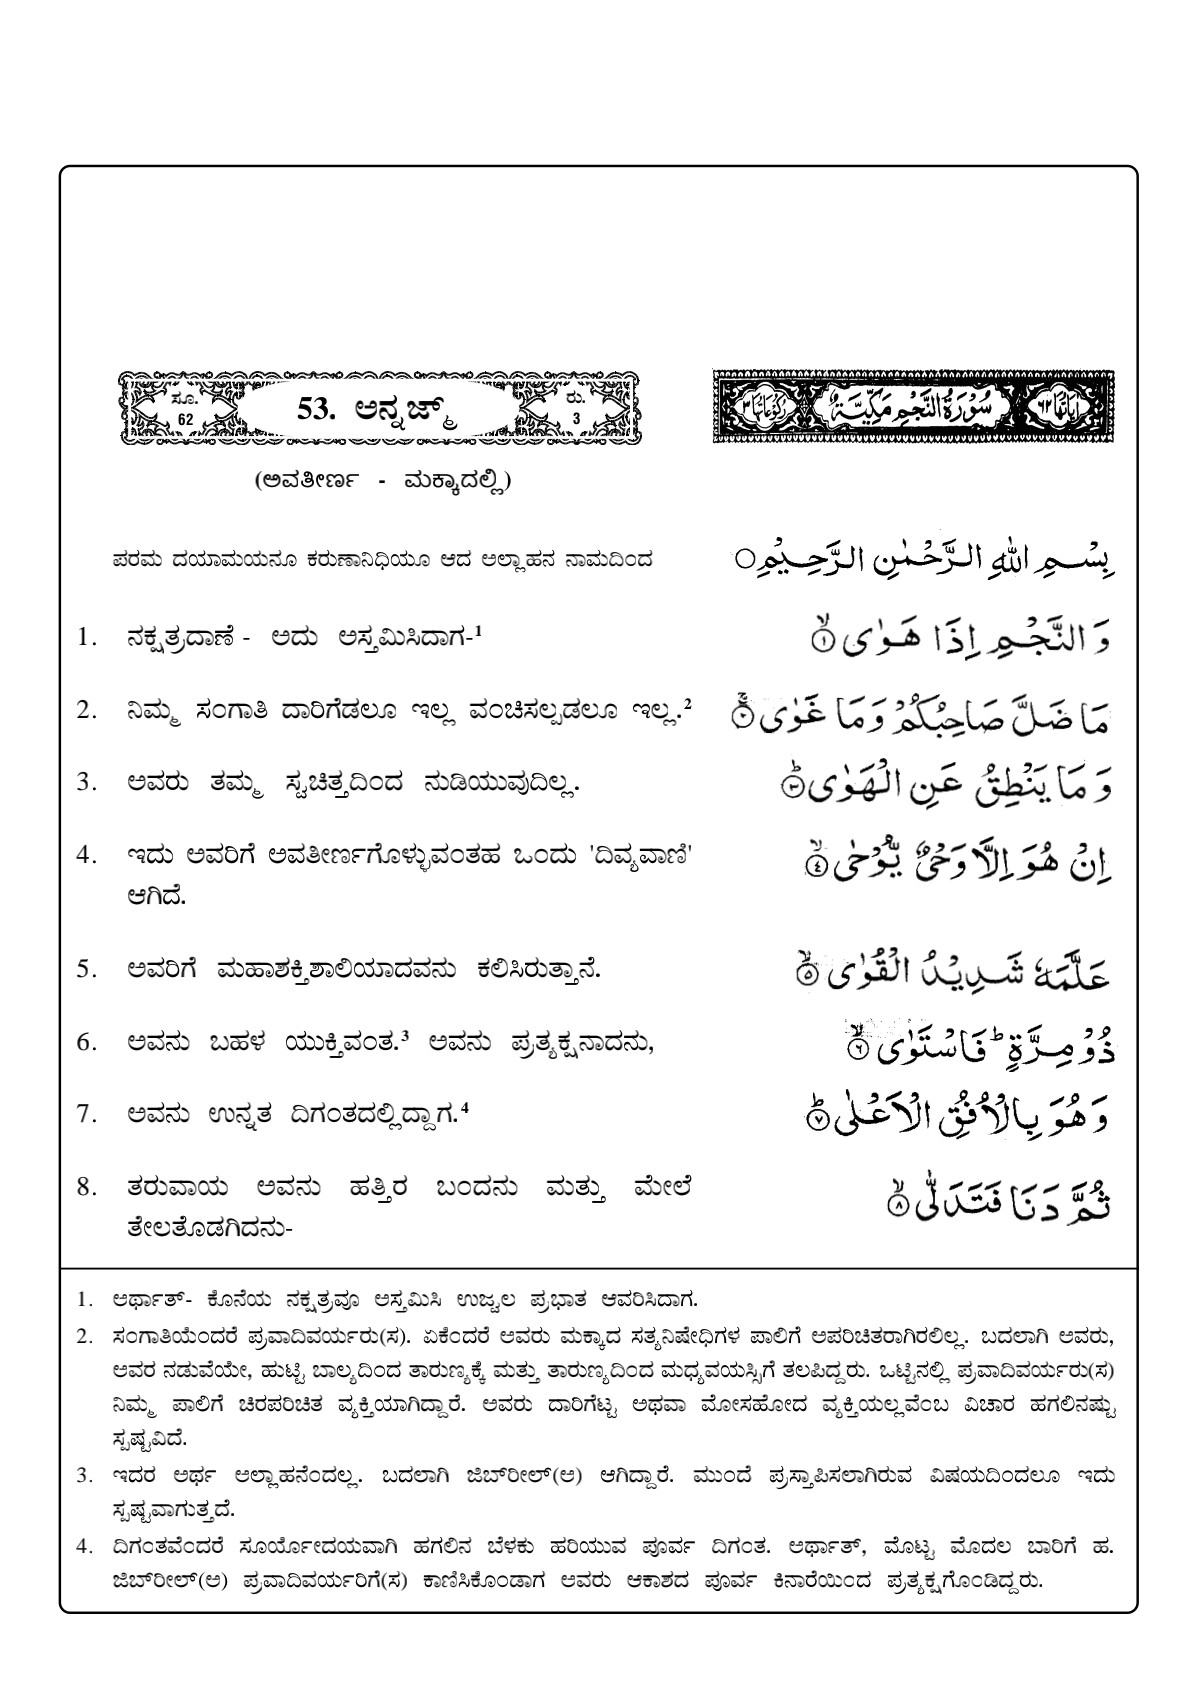 ಸೂ.
62
53. ಅನ್ನಜ್ಮ್
ರು.
3
اٰيَاتُهَا ٦٢
سُوْرَةُ النَّجْمِ مَكِّيَّةٌ
رُكُوْعَاتُهَا ٣
(ಅವತೀರ್ಣ - ಮಕ್ಕಾದಲ್ಲಿ)
ಪರಮ ದಯಾಮಯನೂ ಕರುಣಾನಿಧಿಯೂ ಆದ ಅಲ್ಲಾಹನ ನಾಮದಿಂದ
بِسْمِ اللّٰهِ الرَّحْمٰنِ الرَّحِيْمِ ○
1. ನಕ್ಷತ್ರದಾಣೆ - ಅದು ಅಸ್ತಮಿಸಿದಾಗ-¹
وَ النَّجْمِ اِذَا هَوٰى ۙ‏﴿۱﴾
2. ನಿಮ್ಮ ಸಂಗಾತಿ ದಾರಿಗೆಡಲೂ ಇಲ್ಲ ವಂಚಿಸಲ್ಪಡಲೂ ಇಲ್ಲ.²
مَا ضَلَّ صَاحِبُكُمْ وَ مَا غَوٰى ۚ‏﴿۲﴾
3. ಅವರು ತಮ್ಮ ಸ್ವಚಿತ್ತದಿಂದ ನುಡಿಯುವುದಿಲ್ಲ.
وَ مَا يَنْطِقُ عَنِ الْهَوٰى ؕ‏﴿۳﴾
4. ಇದು ಅವರಿಗೆ ಅವತೀರ್ಣಗೊಳ್ಳುವಂತಹ ಒಂದು 'ದಿವ್ಯವಾಣಿ'
ಆಗಿದೆ.
اِنْ هُوَ اِلَّا وَحْىٌ يُّوْحٰى ۙ‏﴿٤﴾
5. ಅವರಿಗೆ ಮಹಾಶಕ್ತಿಶಾಲಿಯಾದವನು ಕಲಿಸಿರುತ್ತಾನೆ.
عَلَّمَهٗ شَدِيْدُ الْقُوٰى ۙ‏﴿۵﴾
6. ಅವನು ಬಹಳ ಯುಕ್ತಿವಂತ.³ ಅವನು ಪ್ರತ್ಯಕ್ಷನಾದನು,
ذُوْ مِرَّةٍ ؕ فَاسْتَوٰى ۙ‏﴿۶﴾
7. ಅವನು ಉನ್ನತ ದಿಗಂತದಲ್ಲಿದ್ದಾಗ.⁴
وَ هُوَ بِالْاُفُقِ الْاَعْلٰى ؕ‏﴿۷﴾
8. ತರುವಾಯ ಅವನು ಹತ್ತಿರ ಬಂದನು ಮತ್ತು ಮೇಲೆ
ತೇಲತೊಡಗಿದನು-
ثُمَّ دَنَا فَتَدَلّٰى ۙ‏﴿۸﴾
1. ಅರ್ಥಾತ್- ಕೊನೆಯ ನಕ್ಷತ್ರವೂ ಅಸ್ತಮಿಸಿ ಉಜ್ವಲ ಪ್ರಭಾತ ಆವರಿಸಿದಾಗ.
2. ಸಂಗಾತಿಯೆಂದರೆ ಪ್ರವಾದಿವರ್ಯರು(ಸ). ಏಕೆಂದರೆ ಅವರು ಮಕ್ಕಾದ ಸತ್ಯನಿಷೇಧಿಗಳ ಪಾಲಿಗೆ ಅಪರಿಚಿತರಾಗಿರಲಿಲ್ಲ. ಬದಲಾಗಿ ಅವರು,
ಅವರ ನಡುವೆಯೇ, ಹುಟ್ಟಿ ಬಾಲ್ಯದಿಂದ ತಾರುಣ್ಯಕ್ಕೆ ಮತ್ತು ತಾರುಣ್ಯದಿಂದ ಮಧ್ಯವಯಸ್ಸಿಗೆ ತಲಪಿದ್ದರು. ಒಟ್ಟಿನಲ್ಲಿ ಪ್ರವಾದಿವರ್ಯರು(ಸ)
ನಿಮ್ಮ ಪಾಲಿಗೆ ಚಿರಪರಿಚಿತ ವ್ಯಕ್ತಿಯಾಗಿದ್ದಾರೆ. ಅವರು ದಾರಿಗೆಟ್ಟ ಅಥವಾ ಮೋಸಹೋದ ವ್ಯಕ್ತಿಯಲ್ಲವೆಂಬ ವಿಚಾರ ಹಗಲಿನಷ್ಟು
ಸ್ಪಷ್ಟವಿದೆ.
3. ಇದರ ಅರ್ಥ ಅಲ್ಲಾಹನೆಂದಲ್ಲ. ಬದಲಾಗಿ ಜಿಬ್‌ರೀಲ್(ಅ) ಆಗಿದ್ದಾರೆ. ಮುಂದೆ ಪ್ರಸ್ತಾಪಿಸಲಾಗಿರುವ ವಿಷಯದಿಂದಲೂ ಇದು
ಸ್ಪಷ್ಟವಾಗುತ್ತದೆ.
4. ದಿಗಂತವೆಂದರೆ ಸೂರ್ಯೋದಯವಾಗಿ ಹಗಲಿನ ಬೆಳಕು ಹರಿಯುವ ಪೂರ್ವ ದಿಗಂತ. ಅರ್ಥಾತ್, ಮೊಟ್ಟ ಮೊದಲ ಬಾರಿಗೆ ಹ.
ಜಿಬ್‌ರೀಲ್(ಅ) ಪ್ರವಾದಿವರ್ಯರಿಗೆ(ಸ) ಕಾಣಿಸಿಕೊಂಡಾಗ ಅವರು ಆಕಾಶದ ಪೂರ್ವ ಕಿನಾರೆಯಿಂದ ಪ್ರತ್ಯಕ್ಷಗೊಂಡಿದ್ದರು.